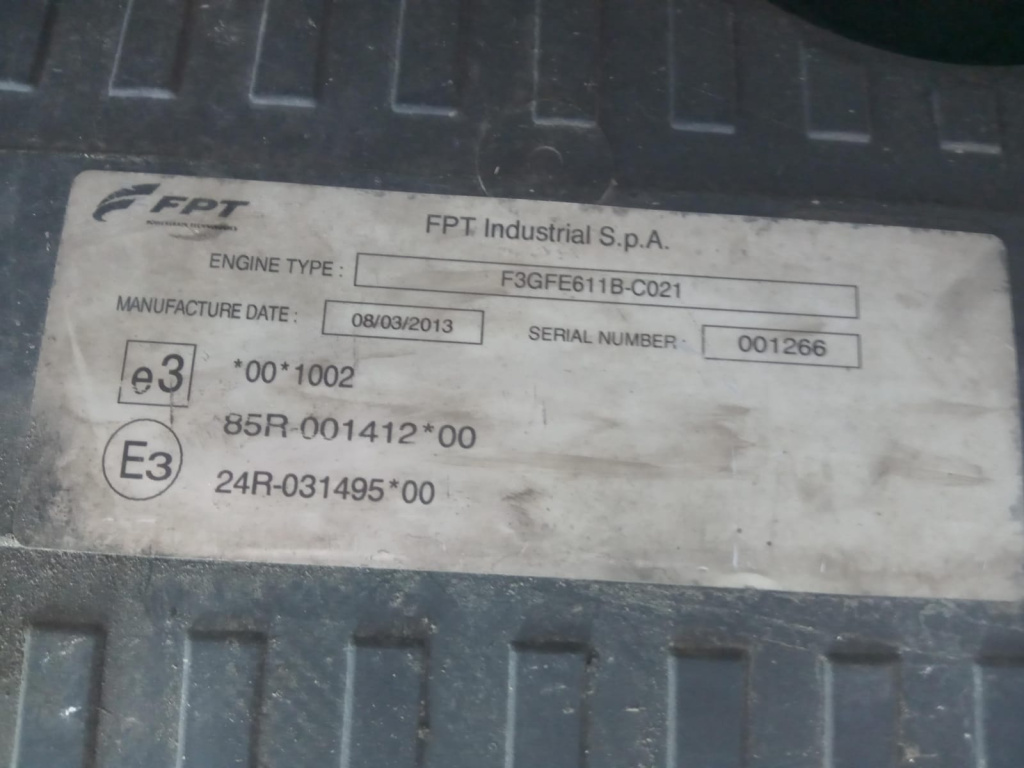 FPT
FPT Industrial S.p.A.
ENGINE TYPE : F3GFE611B-C021
MANUFACTURE DATE : 08/03/2013 SERIAL NUMBER : 001266
e3 *00*1002
85R-001412*00
E3 24R-031495*00